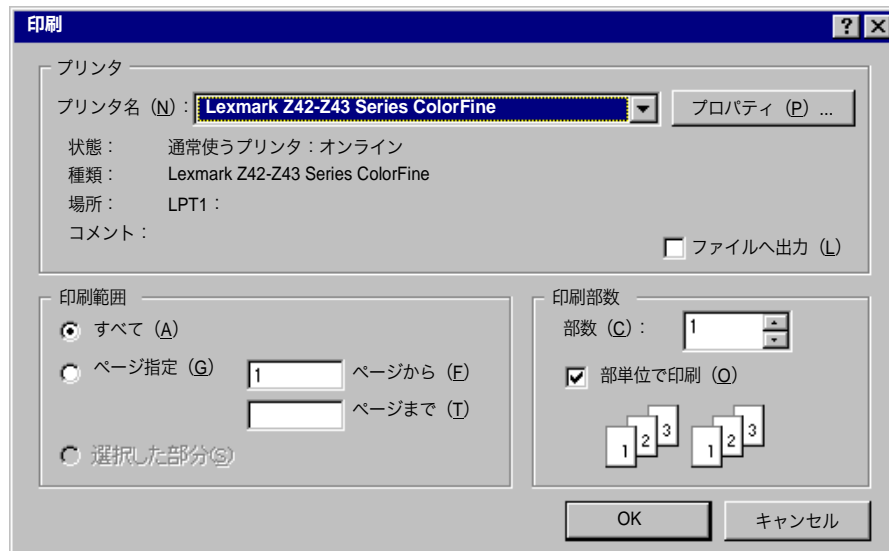 印刷
プリンタ
プリンタ名（N）：Lexmark Z42-Z43 Series ColorFine プロパティ（P）...
状態： 通常使うプリンタ：オンライン
種類： Lexmark Z42-Z43 Series ColorFine
場所： LPT1：
コメント：
ファイルへ出力（L）
印刷範囲
すべて（A）
ページ指定（G） 1 ページから（F）
ページまで（T）
選択した部分(S)
印刷部数
部数（C）： 1
部単位で印刷（O）
1 2 3 1 2 3
OK キャンセル